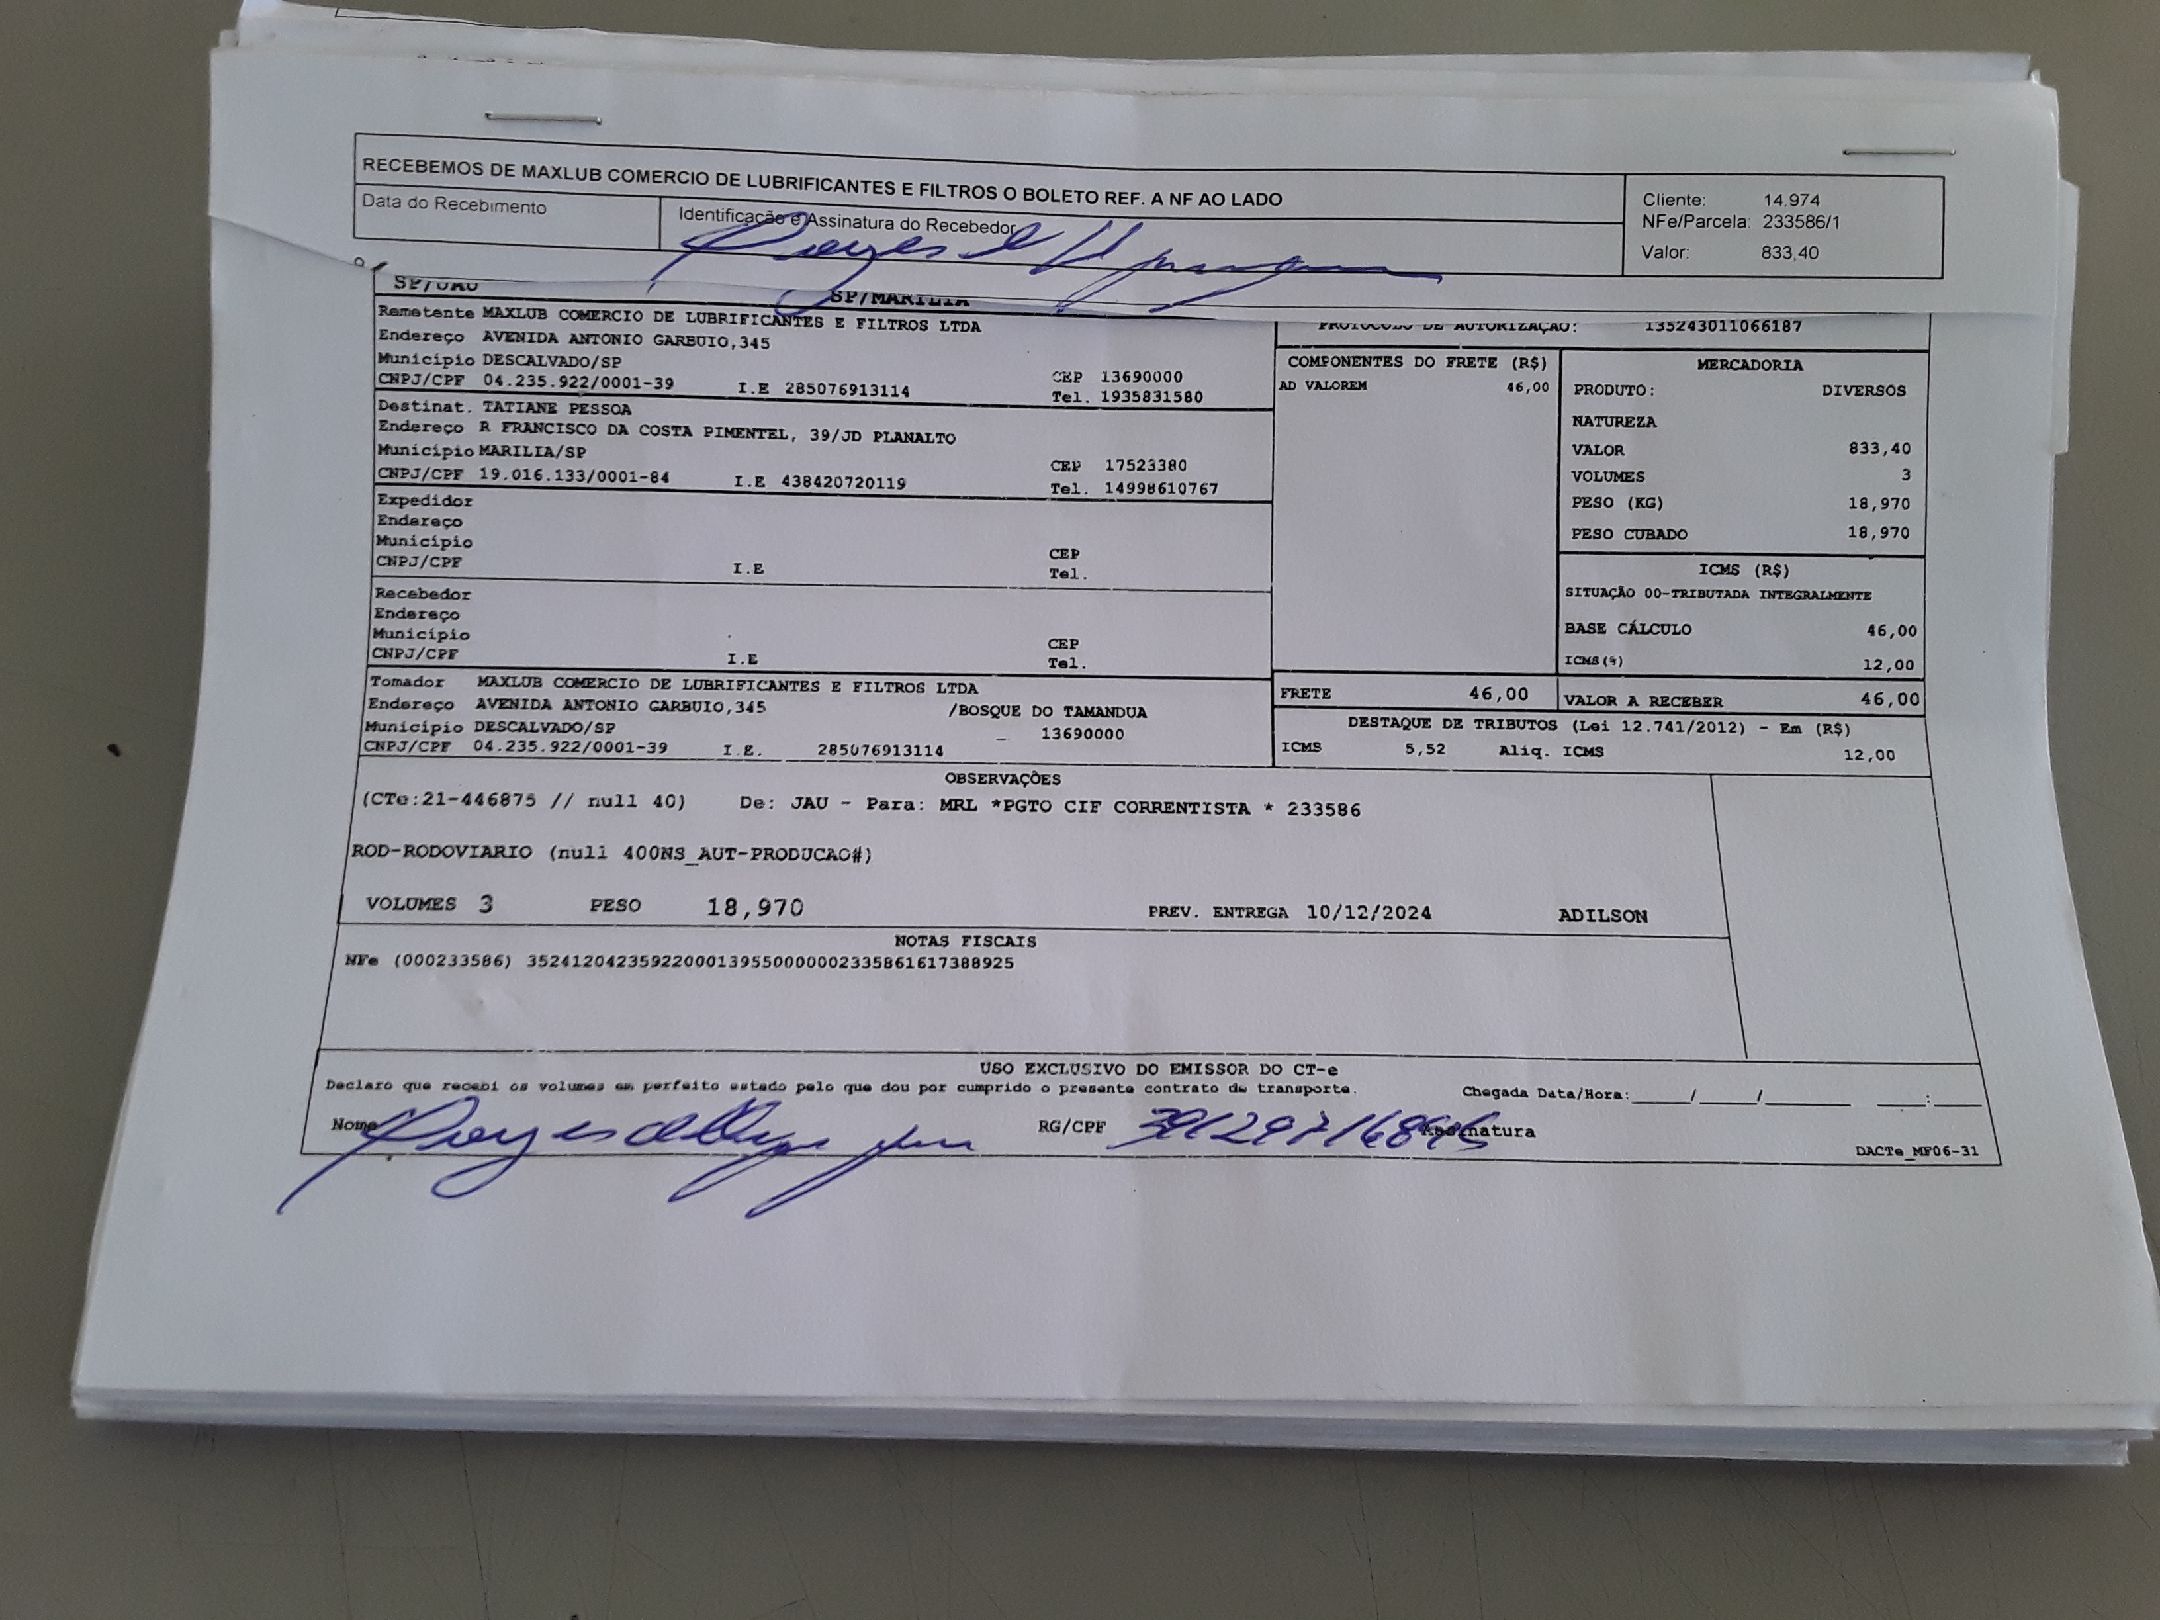 RECEBEMOS DE MAXLUB COMERCIO DE LUBRIFICANTES E FILTROS O BOLETO REF. A NF AO LADO
Data do Recebimento
Identificação e Assinatura do Recebedor
Cliente: 14.974
NFe/Parcela: 233586/1
Valor: 833,40
SP/JAU SP/MARILIA
Remetente MAXLUB COMERCIO DE LUBRIFICANTES E FILTROS LTDA
Endereço AVENIDA ANTONIO GARBUIO,345
Município DESCALVADO/SP CEP 13690000
CNPJ/CPF 04.235.922/0001-39 I.E 285076913114 Tel. 1935831580
Destinat. TATIANE PESSOA
Endereço R FRANCISCO DA COSTA PIMENTEL, 39/JD PLANALTO
Município MARILIA/SP CEP 17523380
CNPJ/CPF 19.016.133/0001-84 I.E 438420720119 Tel. 14998610767
Expedidor
Endereço
Município CEP
CNPJ/CPF I.E Tel.
Recebedor
Endereço
Município CEP
CNPJ/CPF I.E Tel.
Tomador MAXLUB COMERCIO DE LUBRIFICANTES E FILTROS LTDA
Endereço AVENIDA ANTONIO GARBUIO,345 /BOSQUE DO TAMANDUA
Município DESCALVADO/SP 13690000
CNPJ/CPF 04.235.922/0001-39 I.E. 285076913114
PROTOCOLO DE AUTORIZAÇÃO: 135243011066187
COMPONENTES DO FRETE (R$)
AD VALOREM 46,00
MERCADORIA
PRODUTO: DIVERSOS
NATUREZA
VALOR 833,40
VOLUMES 3
PESO (KG) 18,970
PESO CUBADO 18,970
ICMS (R$)
SITUAÇÃO 00-TRIBUTADA INTEGRALMENTE
BASE CÁLCULO 46,00
ICMS(%) 12,00
FRETE 46,00 VALOR A RECEBER 46,00
DESTAQUE DE TRIBUTOS (Lei 12.741/2012) - Em (R$)
ICMS 5,52 Aliq. ICMS 12,00
OBSERVAÇÕES
(CTe:21-446875 // null 40) De: JAU - Para: MRL *PGTO CIF CORRENTISTA * 233586
ROD-RODOVIARIO (null 400NS_AUT-PRODUCAO#)
VOLUMES 3 PESO 18,970 PREV. ENTREGA 10/12/2024 ADILSON
NOTAS FISCAIS
NFe (000233586) 35241204235922000139550000002335861617388925
USO EXCLUSIVO DO EMISSOR DO CT-e
Declaro que recebi os volumes em perfeito estado pelo que dou por cumprido o presente contrato de transporte. Chegada Data/Hora:____/____/______ ___:___
Nome RG/CPF Assinatura
DACTe_MF06-31